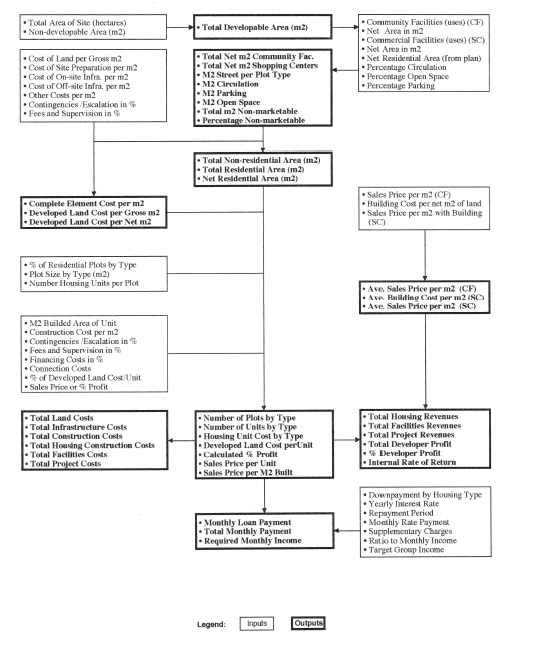 • Total Area of Site (hectares)
• Non-developable Area (m2)
• Total Developable Area (m2)
• Community Facilities (uses) (CF)
• Net Area in m2
• Commercial Facilities (uses) (SC)
• Net Area in m2
• Net Residential Area (from plan)
• Percentage Circulation
• Percentage Open Space
• Percentage Parking
• Cost of Land per Gross m2
• Cost of Site Preparation per m2
• Cost of On-site Infra. per m2
• Cost of Off-site Infra. per m2
• Other Costs per m2
• Contingencies /Escalation in %
• Fees and Supervision in %
• Total Net m2 Community Fac.
• Total Net m2 Shopping Centers
• M2 Street per Plot Type
• M2 Circulation
• M2 Parking
• M2 Open Space
• Total m2 Non-marketable
• Percentage Non-marketable
• Total Non-residential Area (m2)
• Total Residential Area (m2)
• Net Residential Area (m2)
• Complete Element Cost per m2
• Developed Land Cost per Gross m2
• Developed Land Cost per Net m2
• Sales Price per m2 (CF)
• Building Cost per net m2 of land
• Sales Price per m2 with Building
(SC)
• % of Residential Plots by Type
• Plot Size by Type (m2)
• Number Housing Units per Plot
• Ave. Sales Price per m2 (CF)
• Ave. Building Cost per m2 (SC)
• Ave. Sales Price per m2 (SC)
• M2 Builded Area of Unit
• Construction Cost per m2
• Contingencies /Escalation in %
• Fees and Supervision in %
• Financing Costs in %
• Connection Costs
• % of Developed Land Cost/Unit
• Sales Price or % Profit
• Total Land Costs
• Total Infrastructure Costs
• Total Construction Costs
• Total Housing Construction Costs
• Total Facilities Costs
• Total Project Costs
• Number of Plots by Type
• Number of Units by Type
• Housing Unit Cost by Type
• Developed Land Cost perUnit
• Calculated % Profit
• Sales Price per Unit
• Sales Price per M2 Built
• Total Housing Revenues
• Total Facilities Revenues
• Total Project Revenues
• Total Developer Profit
• % Developer Profit
• Internal Rate of Return
• Monthly Loan Payment
• Total Monthly Payment
• Required Monthly Income
• Downpayment by Housing Type
• Yearly Interest Rate
• Repayment Period
• Monthly Rate Payment
• Supplementary Charges
• Ratio to Monthly Income
• Target Group Income
Legend: Inputs Outputs